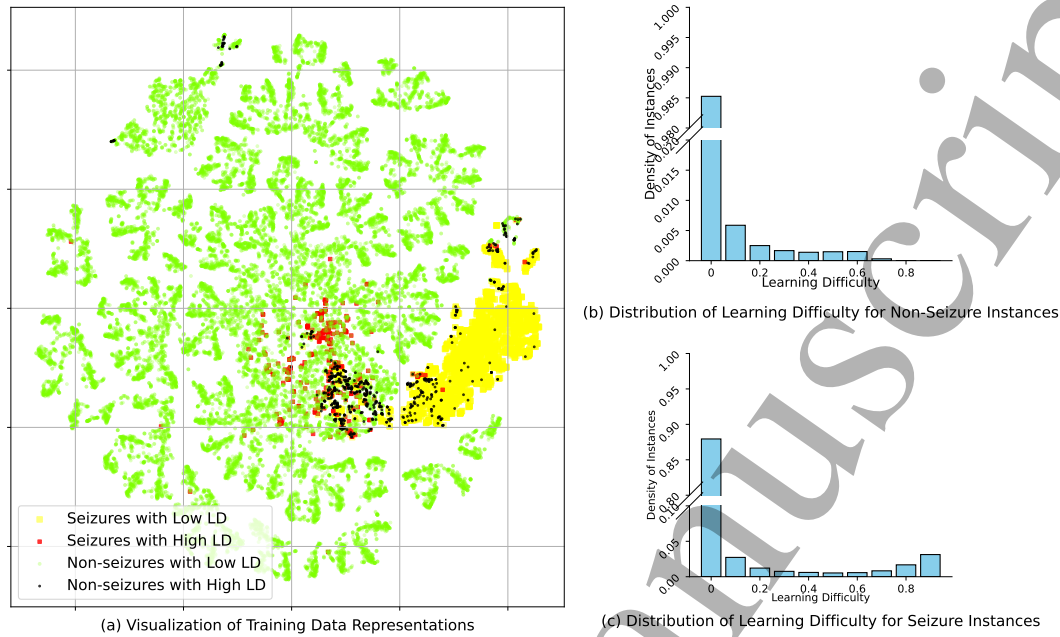 Seizures with Low LD
Seizures with High LD
Non-seizures with Low LD
Non-seizures with High LD
(a) Visualization of Training Data Representations
1.000
0.995
0.990
0.985
0.980
0.020
0.015
0.010
0.005
0.000
Density of Instances
0
0.2
0.4
0.6
0.8
Learning Difficulty
(b) Distribution of Learning Difficulty for Non-Seizure Instances
1.00
0.95
0.90
0.85
0.80
0.10
0.05
0.00
Density of Instances
0
0.2
0.4
0.6
0.8
Learning Difficulty
(c) Distribution of Learning Difficulty for Seizure Instances
nuscrip